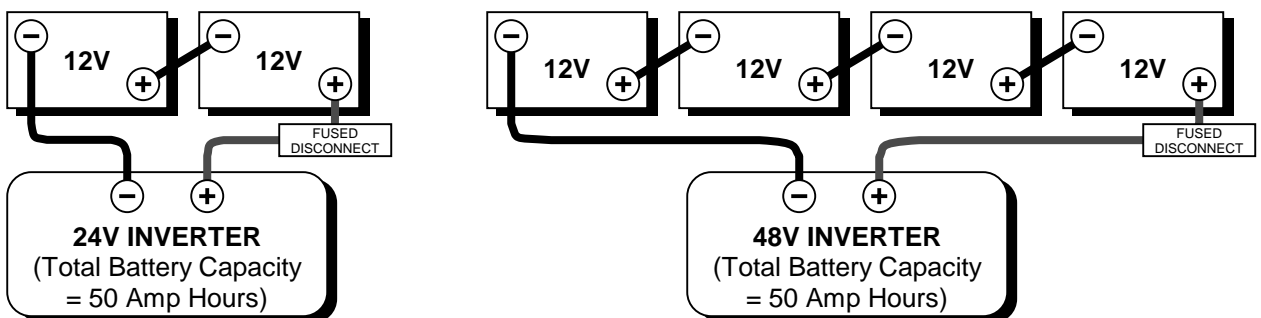 − 12V + − 12V +
FUSED
DISCONNECT
− +
24V INVERTER
(Total Battery Capacity
= 50 Amp Hours)
− 12V + − 12V + − 12V + − 12V +
FUSED
DISCONNECT
− +
48V INVERTER
(Total Battery Capacity
= 50 Amp Hours)